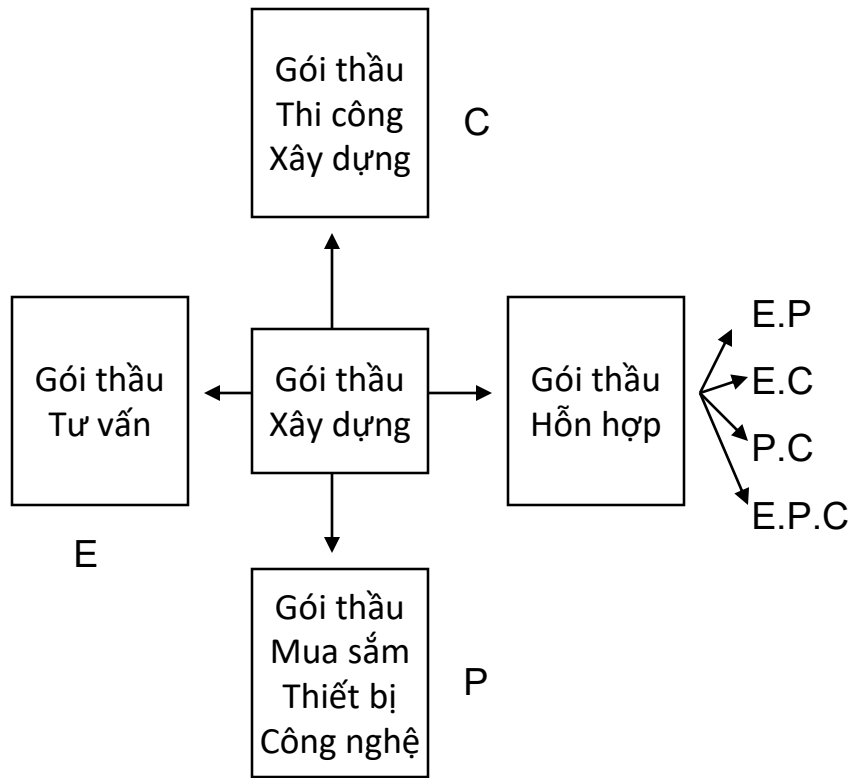 Gói thầu
Thi công
Xây dựng
C
Gói thầu
Tư vấn
E
Gói thầu
Xây dựng
Gói thầu
Hỗn hợp
E.P
E.C
P.C
E.P.C
Gói thầu
Mua sắm
Thiết bị
Công nghệ
P